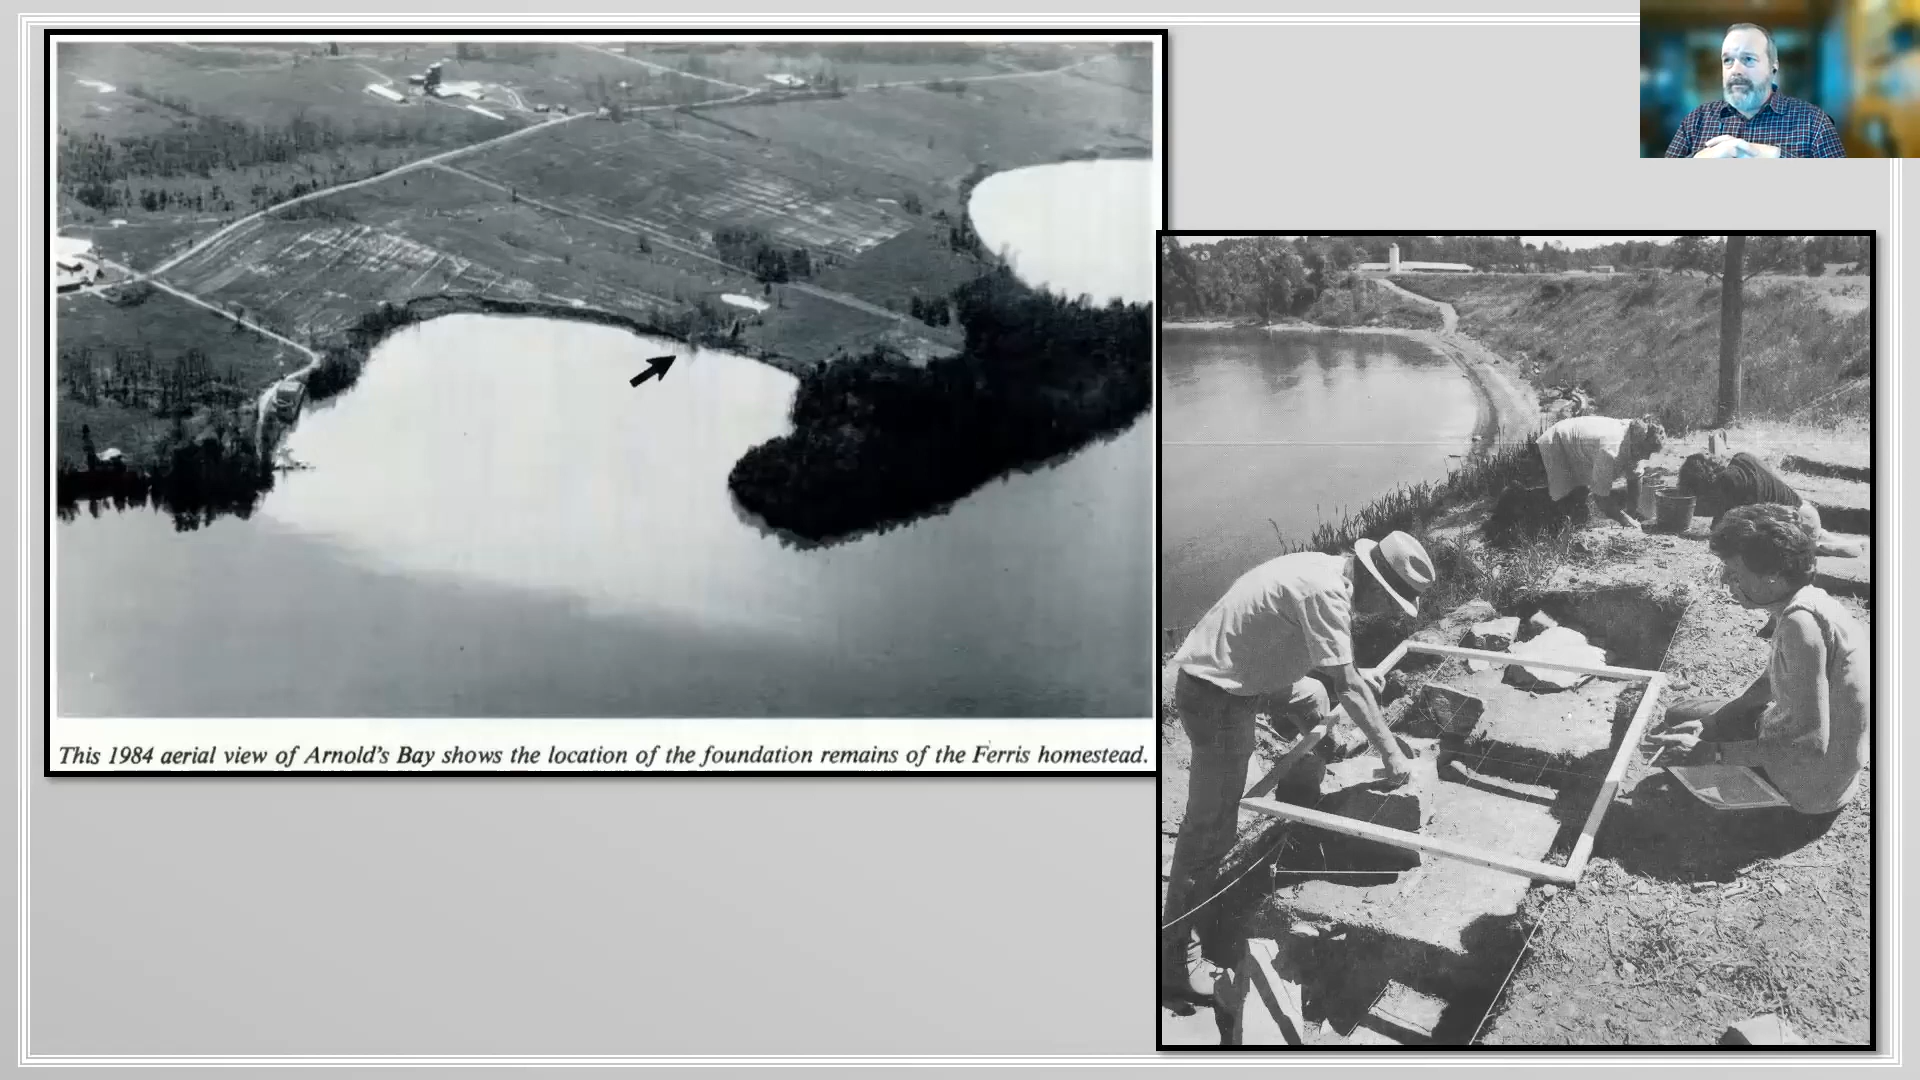 This 1984 aerial view of Arnold's Bay shows the location of the foundation remains of the Ferris homestead.